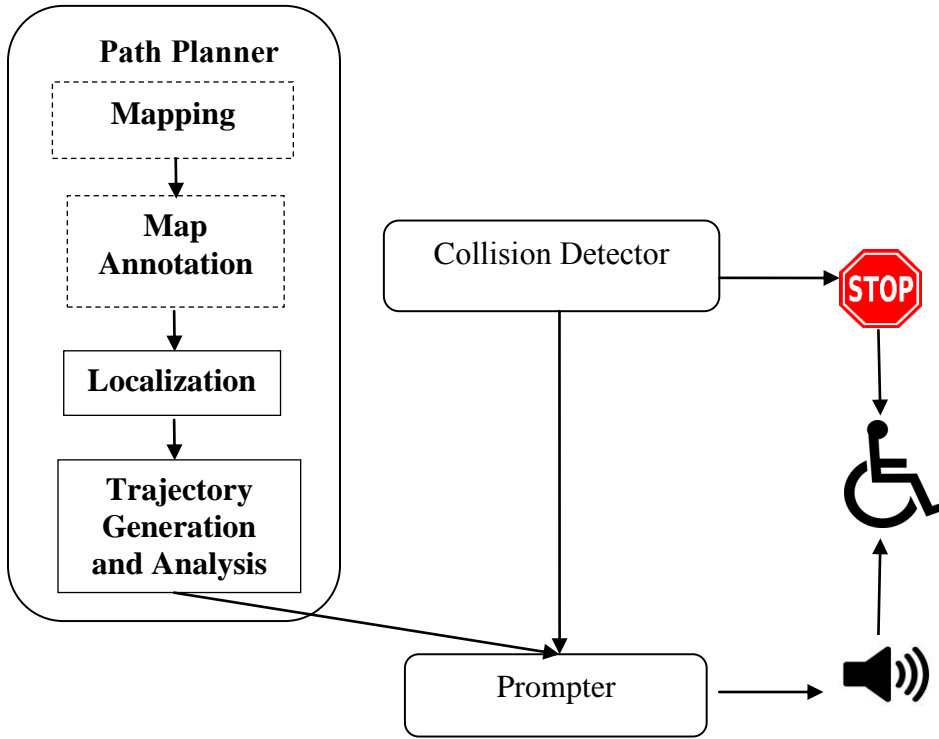 Path Planner
Mapping
Map
Annotation
Localization
Trajectory
Generation
and Analysis
Collision Detector
STOP
Prompter